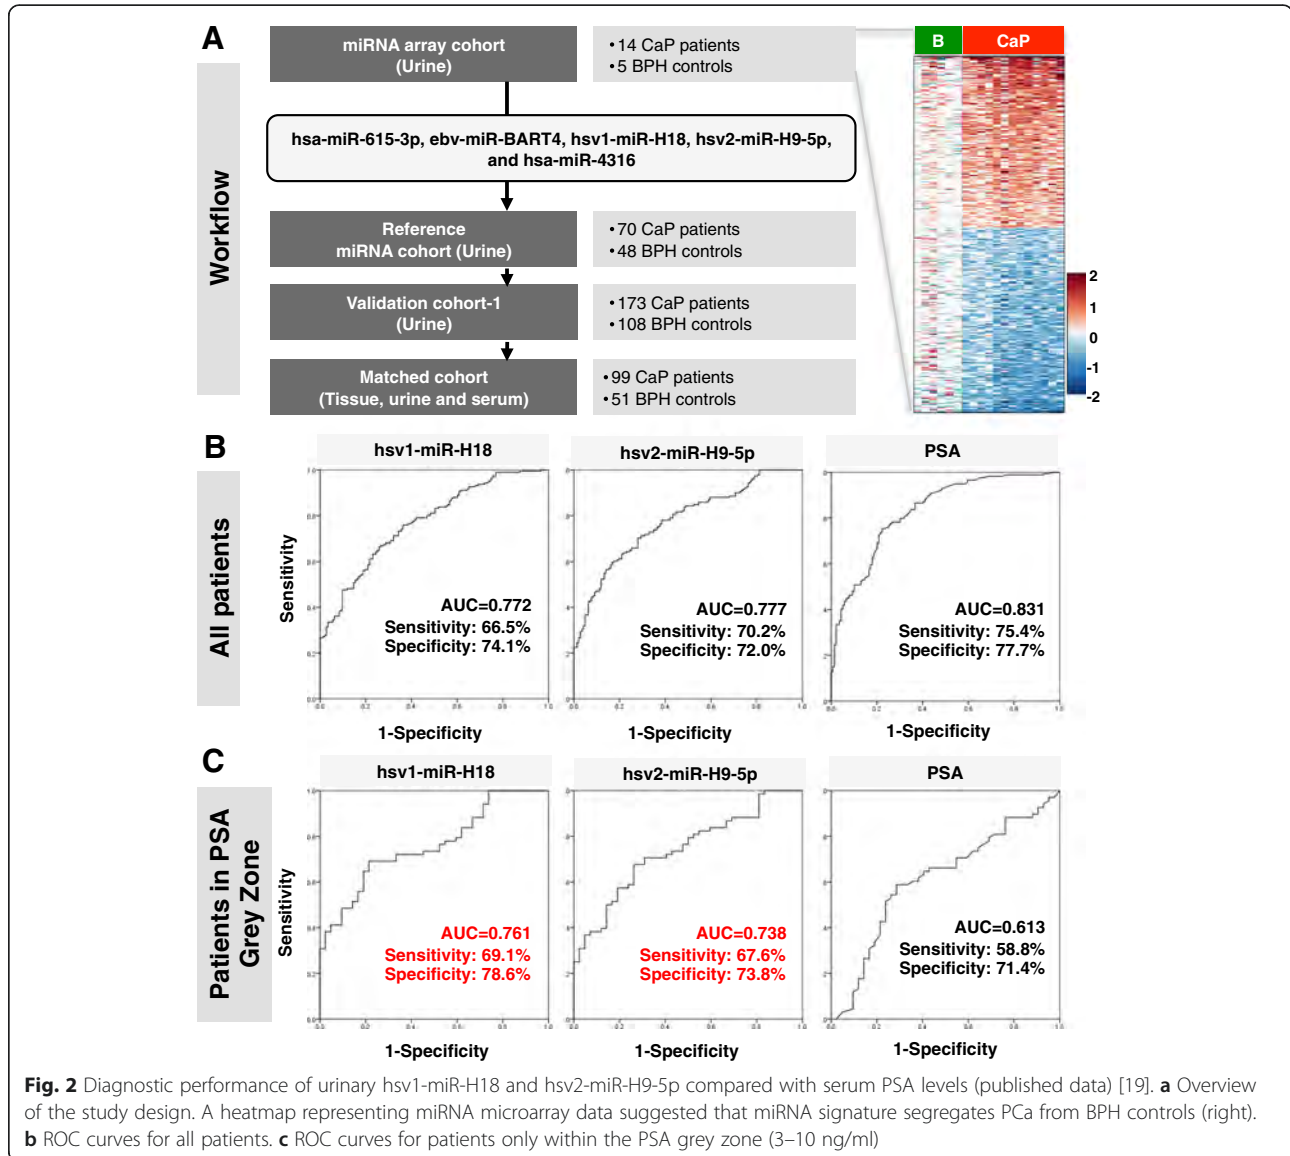 A
Workflow
miRNA array cohort
(Urine)
•14 CaP patients
•5 BPH controls
B
CaP
hsa-miR-615-3p, ebv-miR-BART4, hsv1-miR-H18, hsv2-miR-H9-5p,
and hsa-miR-4316
Reference
miRNA cohort (Urine)
•70 CaP patients
•48 BPH controls
Validation cohort-1
(Urine)
•173 CaP patients
•108 BPH controls
Matched cohort
(Tissue, urine and serum)
•99 CaP patients
•51 BPH controls
2
1
0
-1
-2
B
All patients
hsv1-miR-H18
Sensitivity
AUC=0.772
Sensitivity: 66.5%
Specificity: 74.1%
1-Specificity
hsv2-miR-H9-5p
AUC=0.777
Sensitivity: 70.2%
Specificity: 72.0%
1-Specificity
PSA
AUC=0.831
Sensitivity: 75.4%
Specificity: 77.7%
1-Specificity
C
Patients in PSA
Grey Zone
hsv1-miR-H18
Sensitivity
AUC=0.761
Sensitivity: 69.1%
Specificity: 78.6%
1-Specificity
hsv2-miR-H9-5p
AUC=0.738
Sensitivity: 67.6%
Specificity: 73.8%
1-Specificity
PSA
AUC=0.613
Sensitivity: 58.8%
Specificity: 71.4%
1-Specificity
Fig. 2 Diagnostic performance of urinary hsv1-miR-H18 and hsv2-miR-H9-5p compared with serum PSA levels (published data) [19]. a Overview
of the study design. A heatmap representing miRNA microarray data suggested that miRNA signature segregates PCa from BPH controls (right).
b ROC curves for all patients. c ROC curves for patients only within the PSA grey zone (3–10 ng/ml)